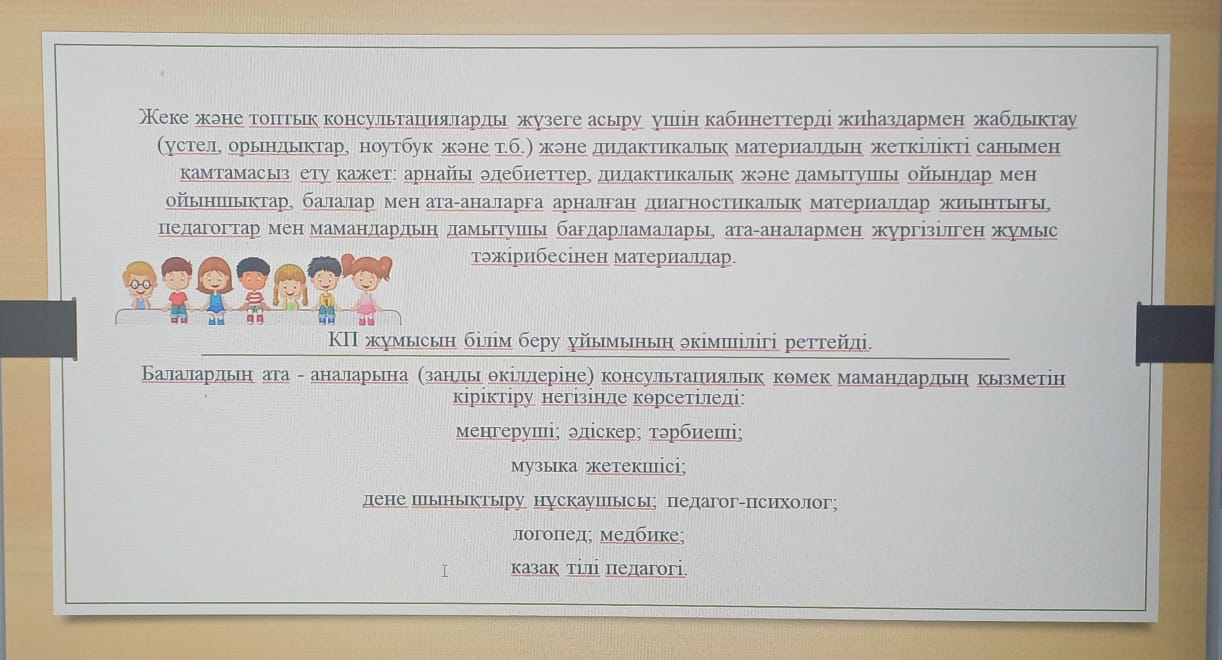 Жеке және топтық консультацияларды жүзеге асыру үшін кабинеттерді жиһаздармен жабдықтау
(үстел, орындықтар, ноутбук және т.б.) және дидактикалық материалдың жеткілікті санымен
қамтамасыз ету қажет: арнайы әдебиеттер, дидактикалық және дамытушы ойындар мен
ойыншықтар, балалар мен ата-аналарға арналған диагностикалық материалдар жиынтығы,
педагогтар мен мамандардың дамытушы бағдарламалары, ата-аналармен жүргізілген жұмыс
тәжірибесінен материалдар.
КП жұмысын білім беру ұйымының әкімшілігі реттейді.
Балалардың ата - аналарына (заңды өкілдеріне) консультациялық көмек мамандардың қызметін
кіріктіру негізінде көрсетіледі:
меңгеруші; әдіскер; тәрбиеші;
музыка жетекшісі;
дене шынықтыру нұсқаушысы; педагог-психолог;
логопед; медбике;
казақ тілі педагогі.